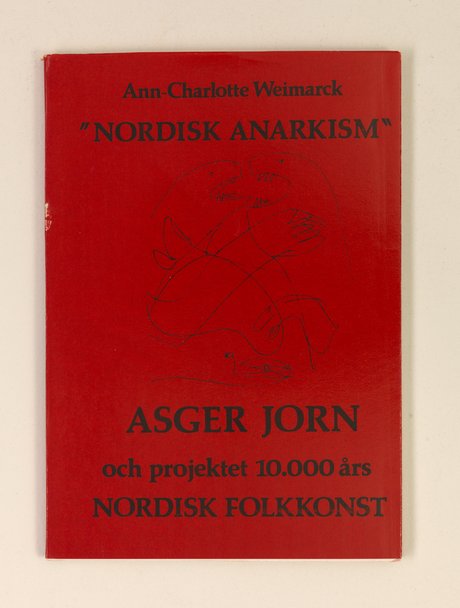 Ann-Charlotte Weimarck
"NORDISK ANARKISM"
ASGER JORN
och projektet 10.000 års
NORDISK FOLKKONST